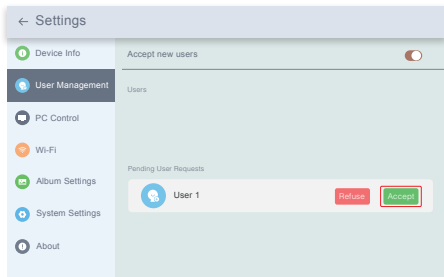 ← Settings
Device Info
Accept new users
User Management
Users
PC Control
Wi-Fi
Pending User Requests
Album Settings
User 1
Refuse
Accept
System Settings
About